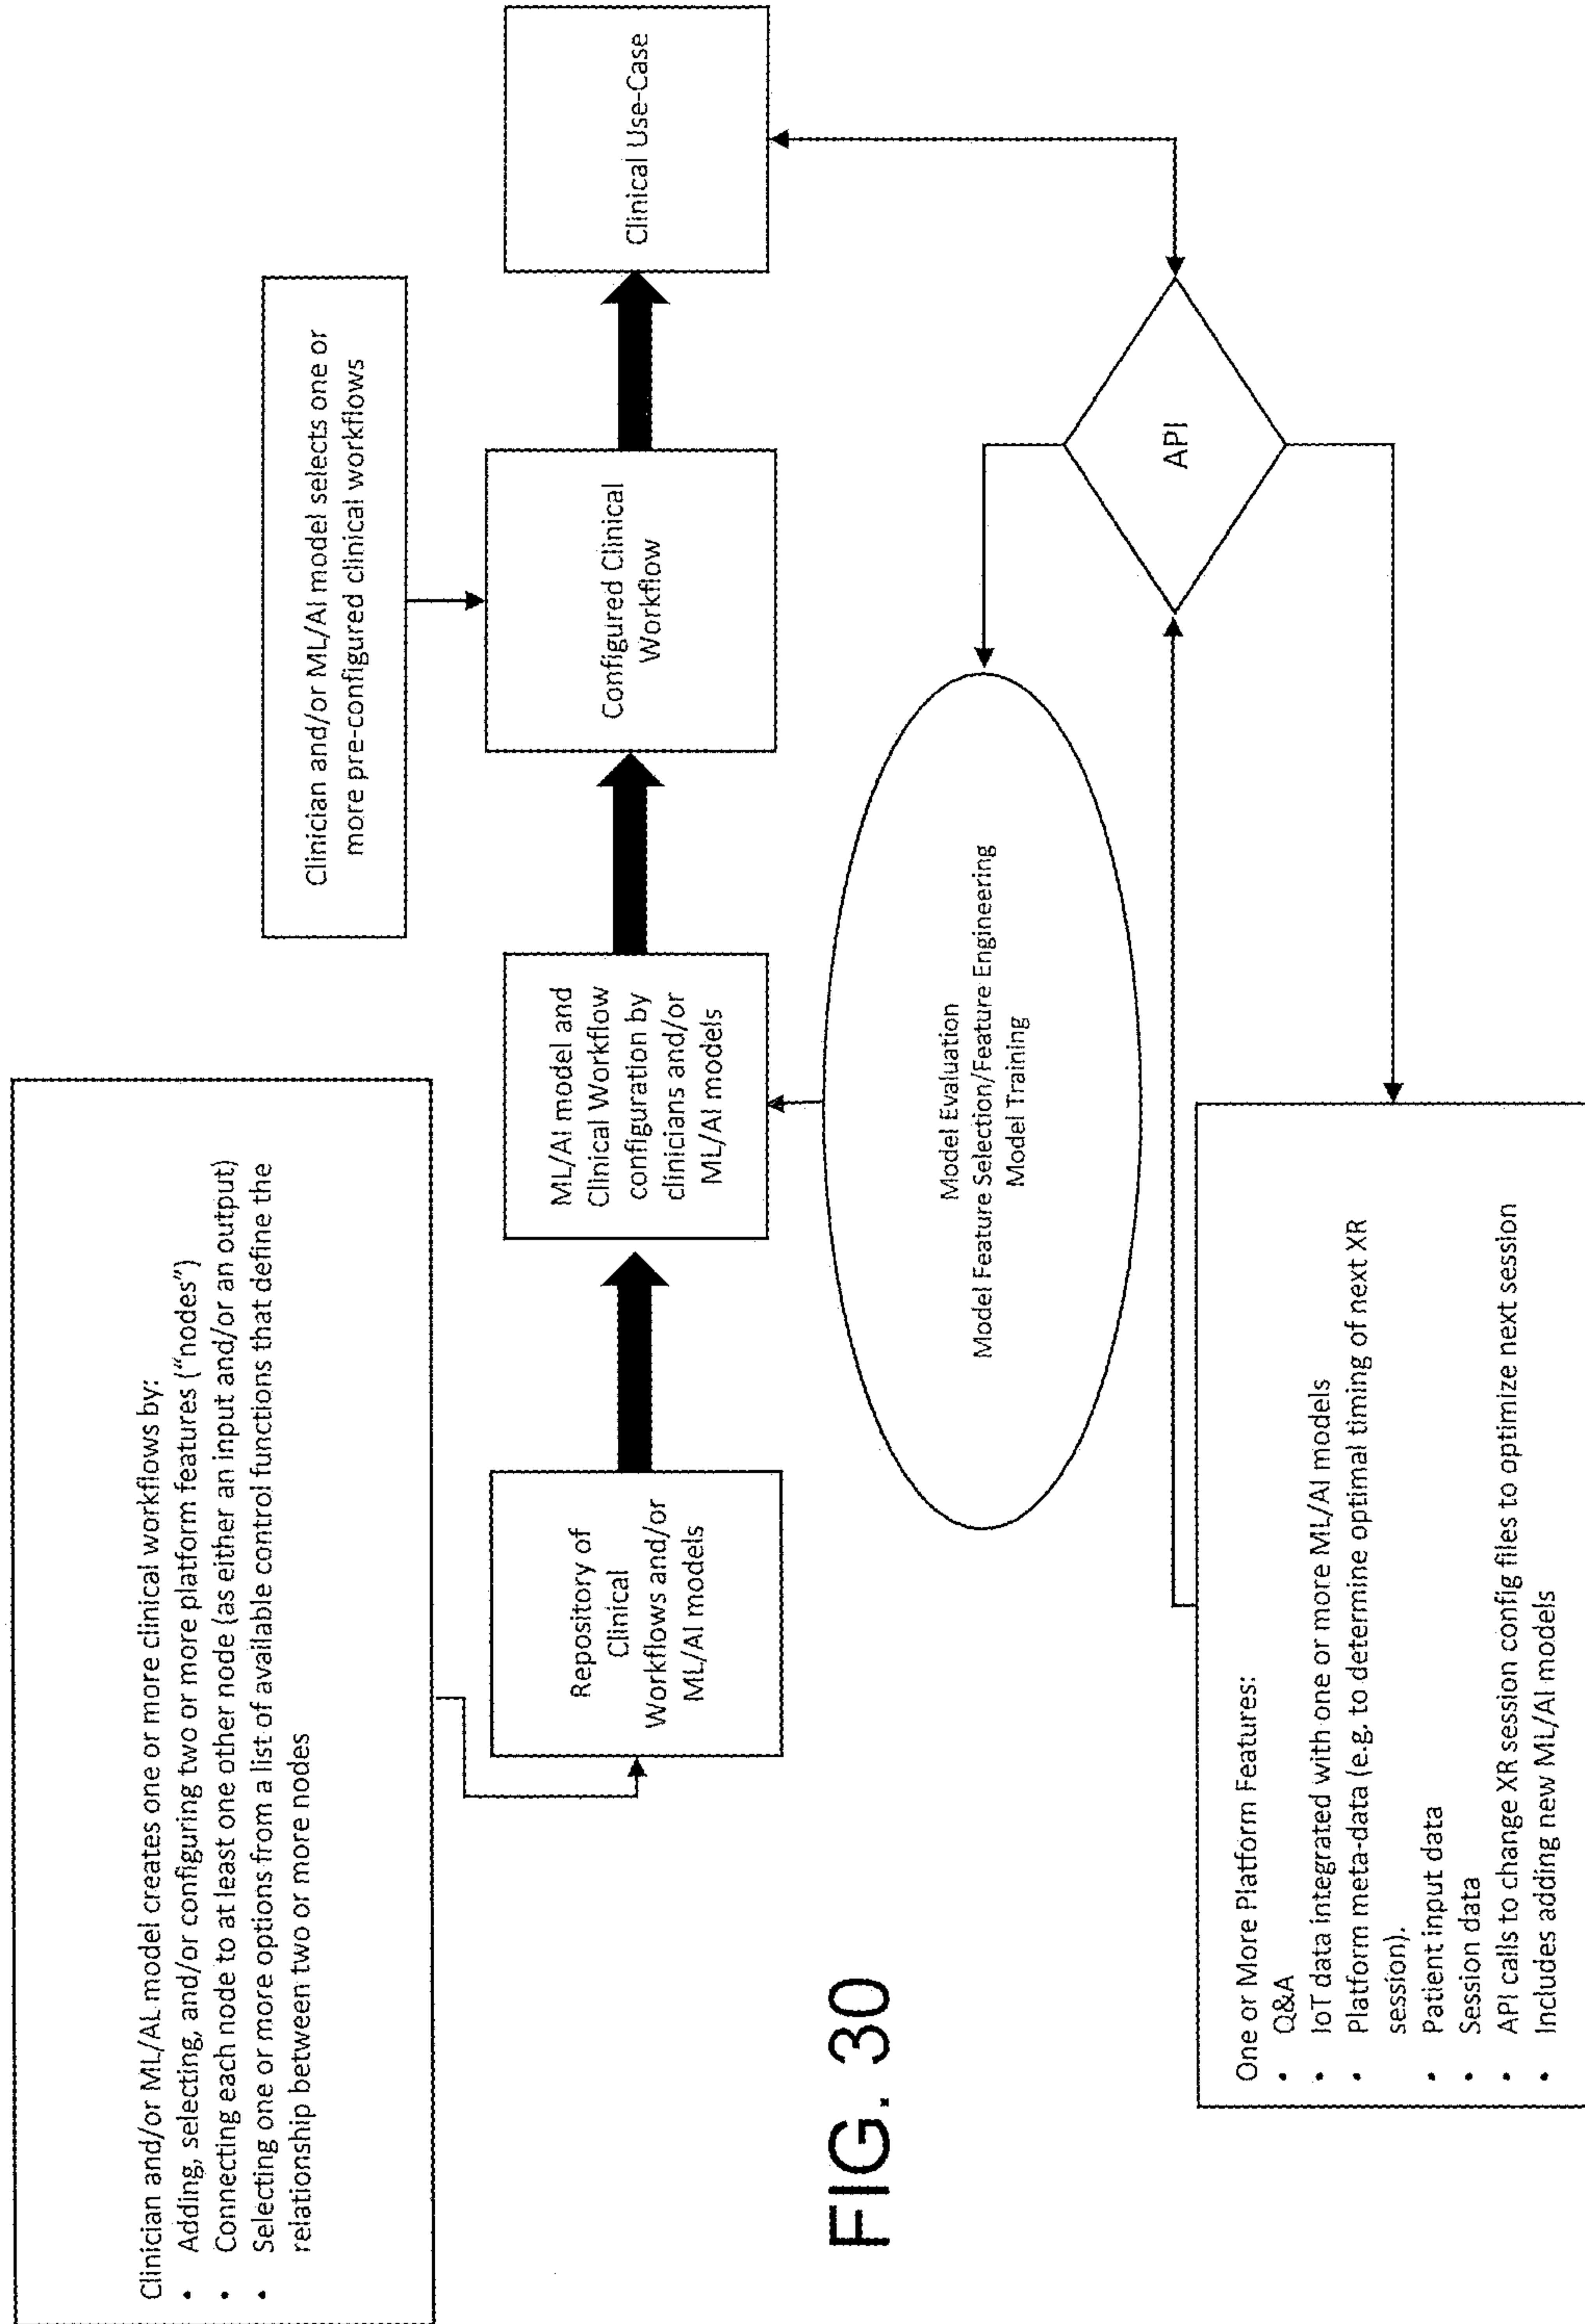 Clinician and/or ML/AL model creates one or more clinical workflows by:
• Adding, selecting, and/or configuring two or more platform features ("nodes")
• Connecting each node to at least one other node (as either an input and/or an output)
• Selecting one or more options from a list of available control functions that define the
relationship between two or more nodes
Clinician and/or ML/AI model selects one or
more pre-configured clinical workflows
Repository of
Clinical
Workflows and/or
ML/AI models
ML/AI model and
Clinical Workflow
configuration by
clinicians and/or
ML/AI models
Configured Clinical
Workflow
Clinical Use-Case
Model Evaluation
Model Feature Selection/Feature Engineering
Model Training
API
FIG. 30
One or More Platform Features:
• Q&A
• IoT data integrated with one or more ML/AI models
• Platform meta-data (e.g. to determine optimal timing of next XR
session).
• Patient input data
• Session data
• API calls to change XR session config files to optimize next session
• Includes adding new ML/AI models